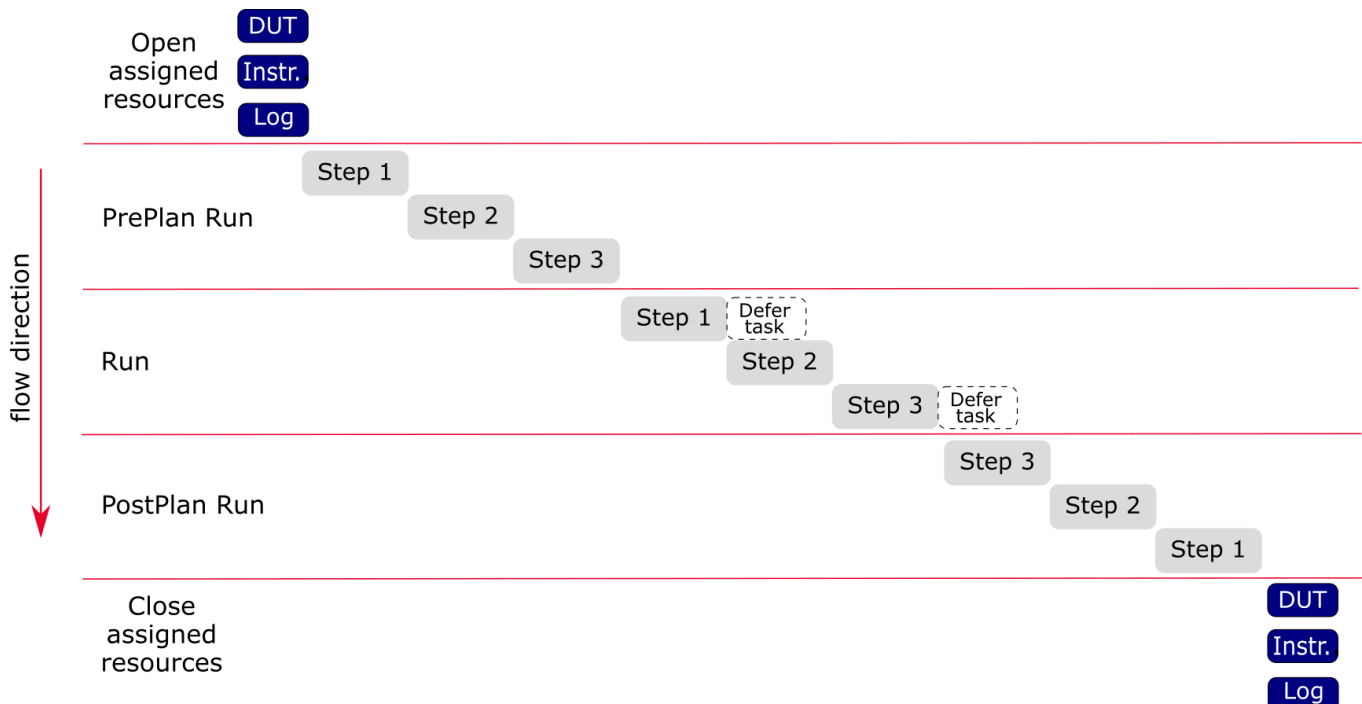 Open
assigned
resources
DUT
Instr.
Log
flow direction
PrePlan Run
Step 1
Step 2
Step 3
Run
Step 1
Defer
task
Step 2
Step 3
Defer
task
PostPlan Run
Step 3
Step 2
Step 1
Close
assigned
resources
DUT
Instr.
Log